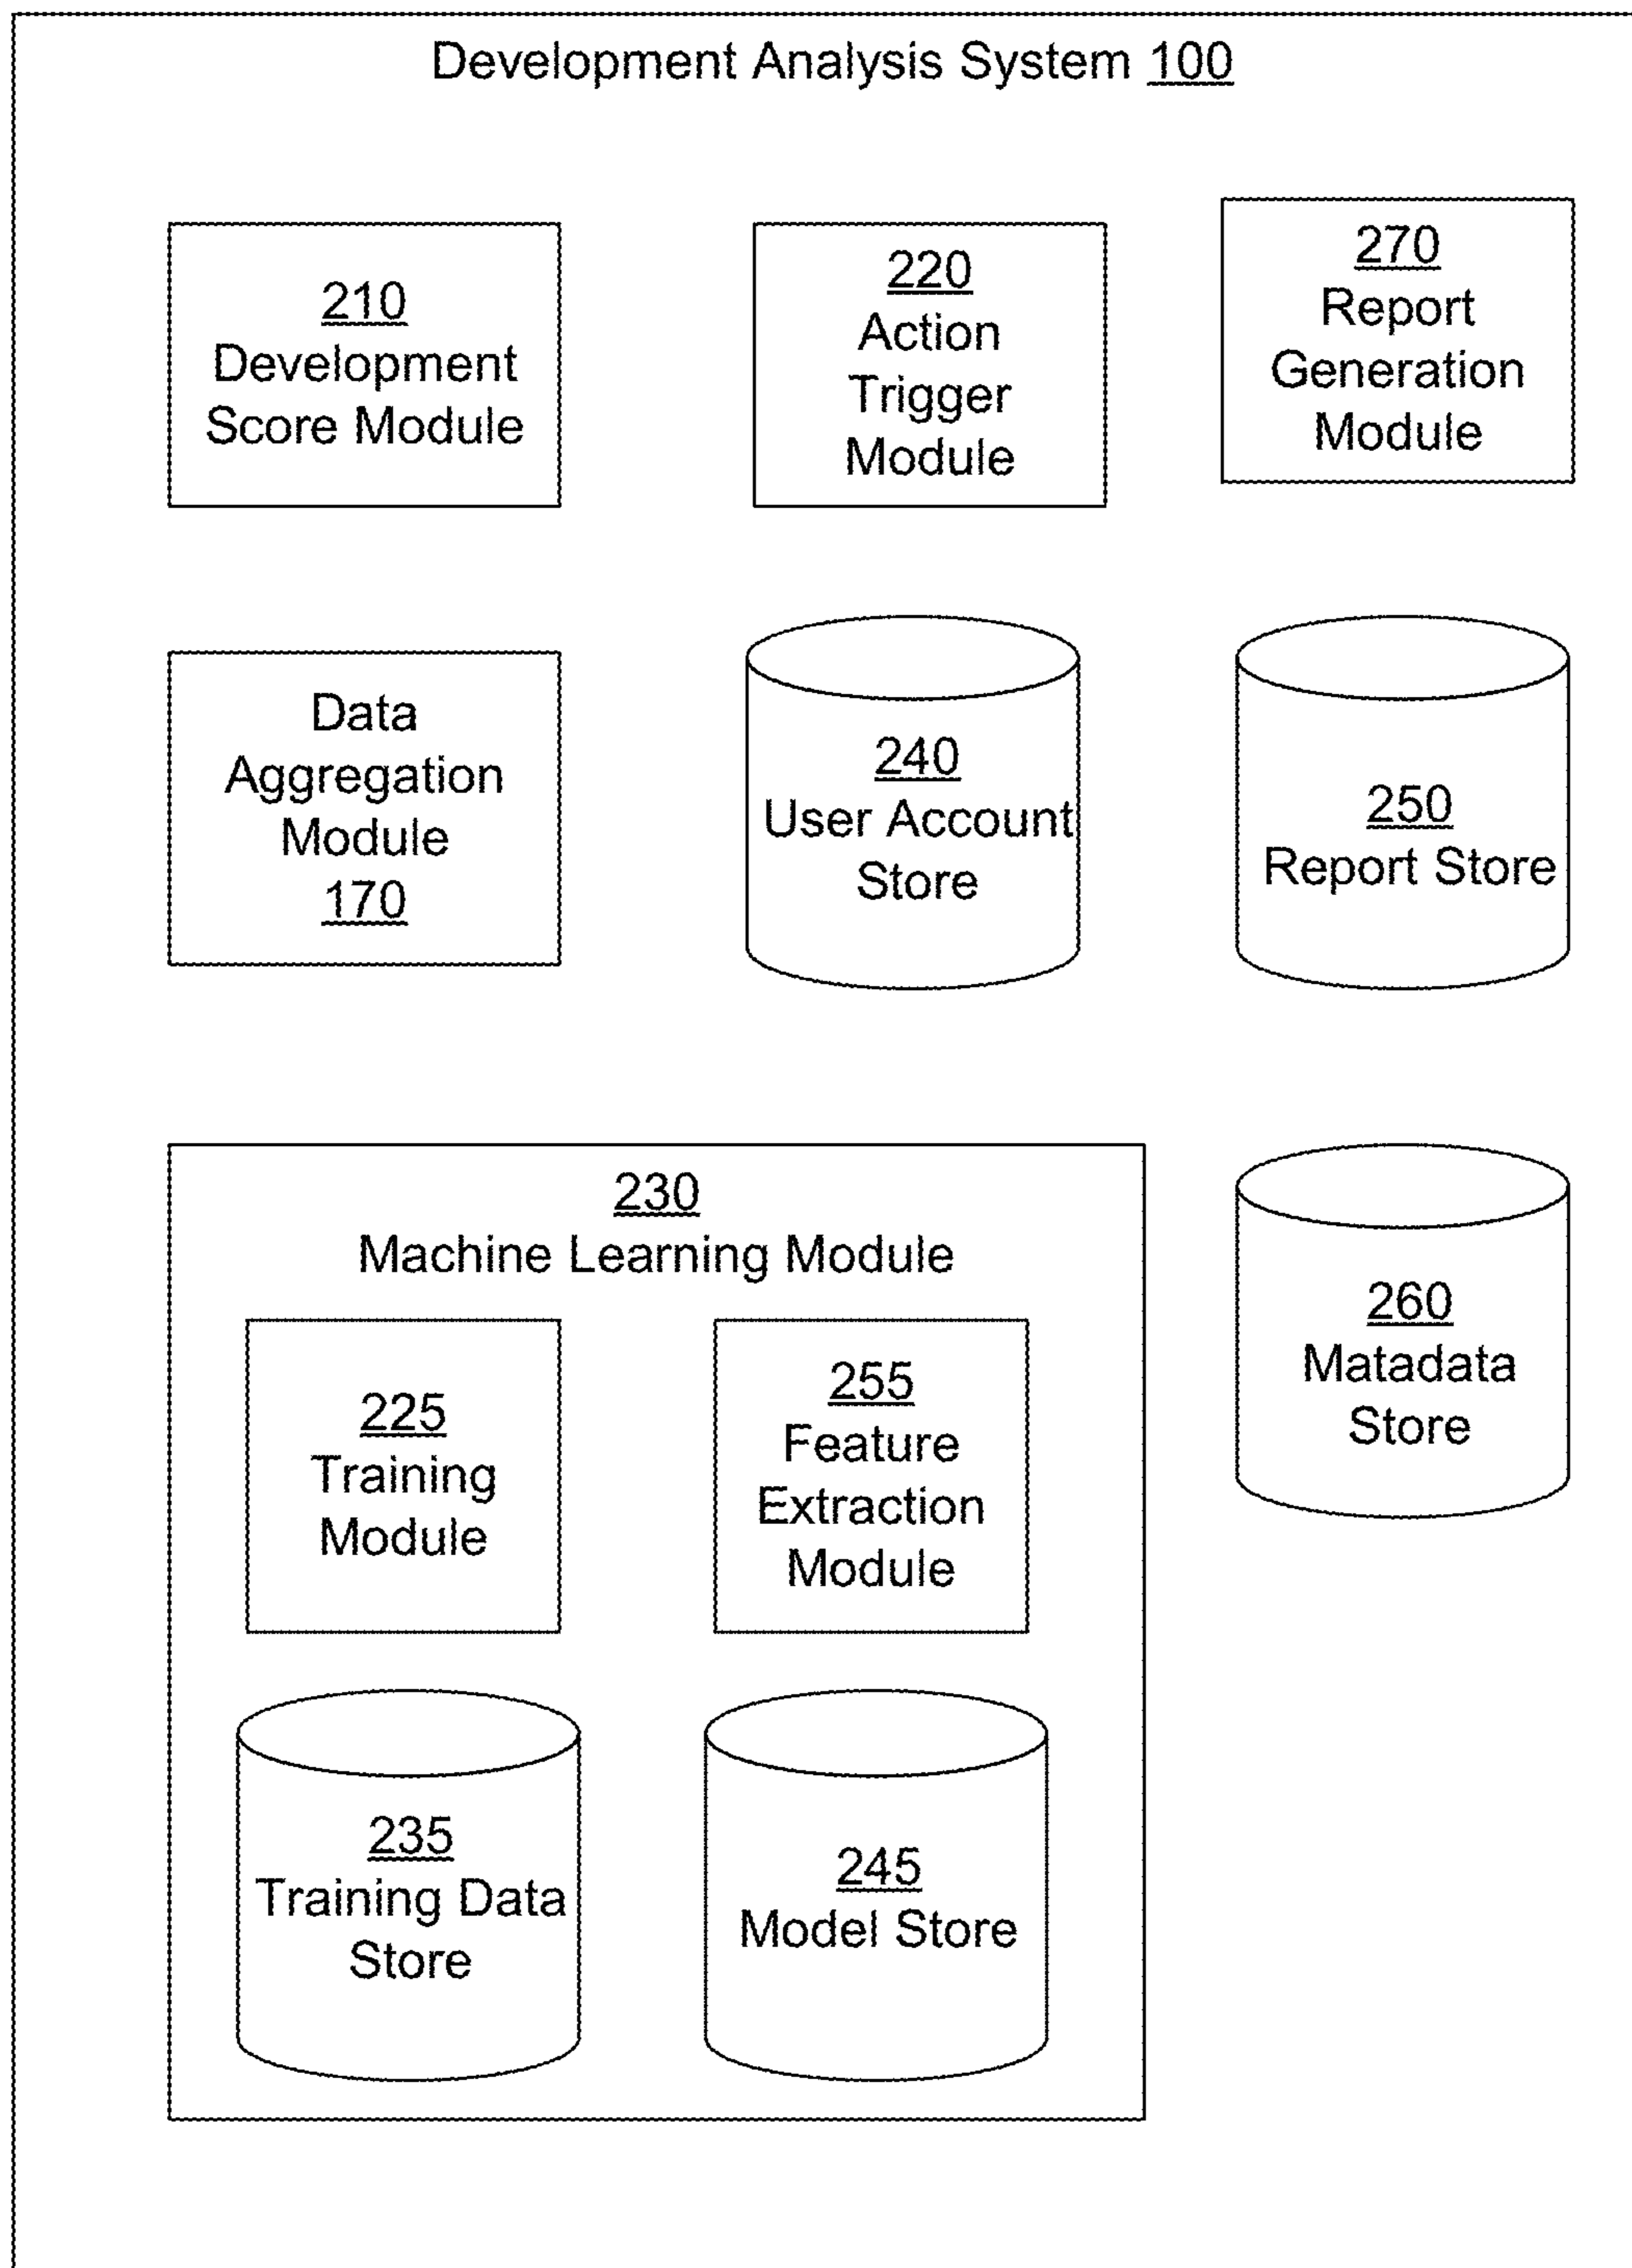 Development Analysis System 100
210
Development
Score Module
220
Action
Trigger
Module
270
Report
Generation
Module
Data
Aggregation
Module
170
240
User Account
Store
250
Report Store
230
Machine Learning Module
225
Training
Module
255
Feature
Extraction
Module
260
Matadata
Store
235
Training Data
Store
245
Model Store